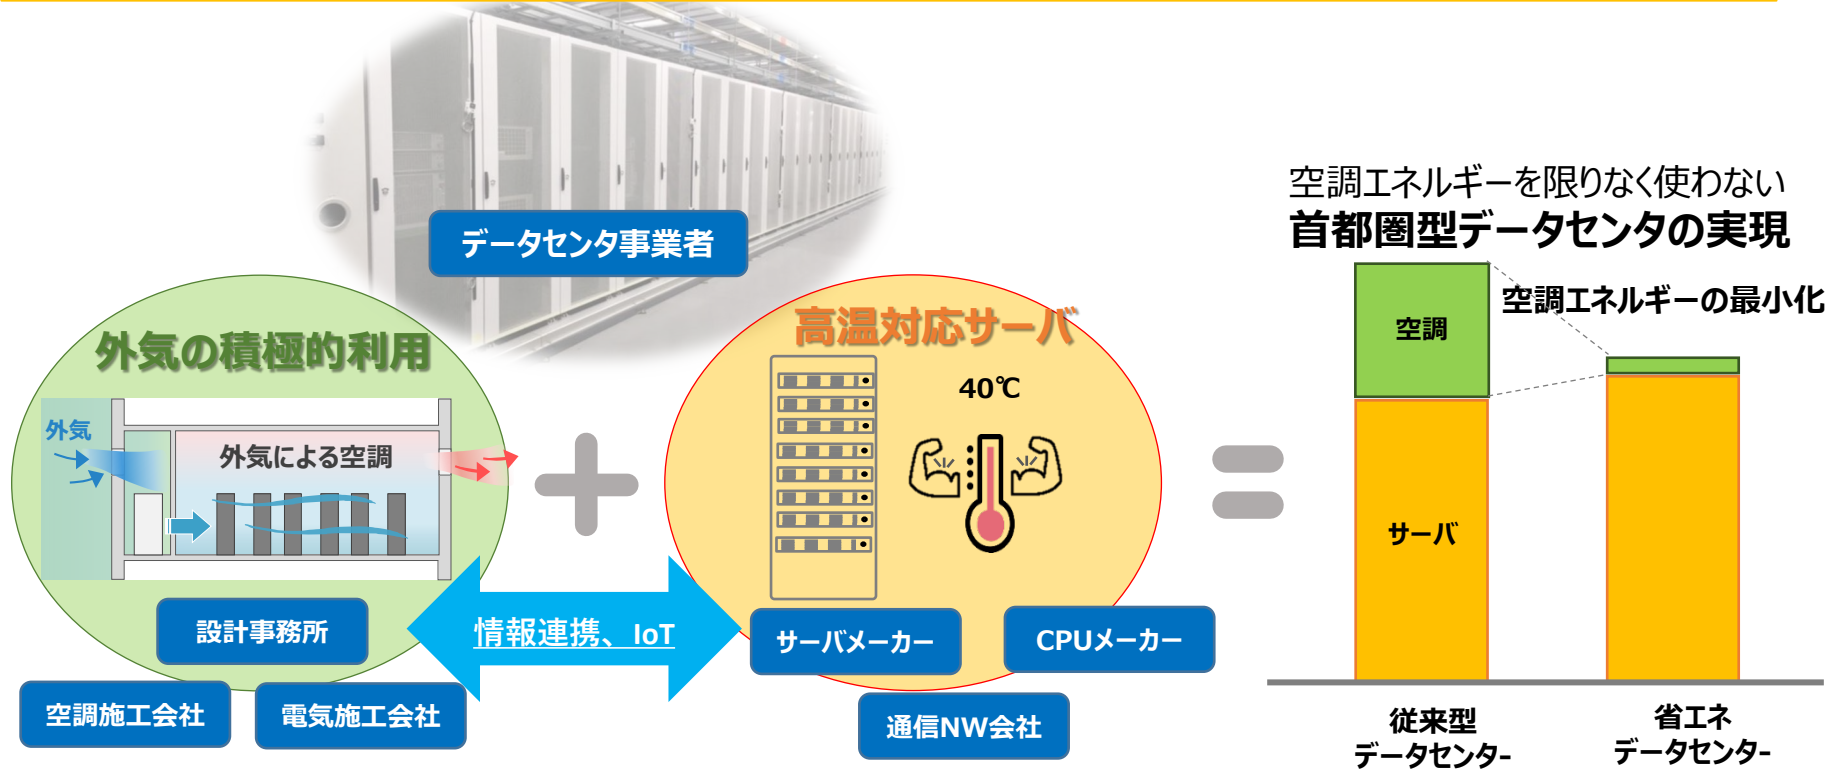 データセンタ事業者
外気の積極的利用
外気
外気による空調
設計事務所
空調施工会社
電気施工会社
情報連携、IoT
高温対応サーバ
40℃
サーバメーカー
CPUメーカー
通信NW会社
空調エネルギーを限りなく使わない
首都圏型データセンタの実現
空調エネルギーの最小化
空調
サーバ
従来型
データセンター
省エネ
データセンター